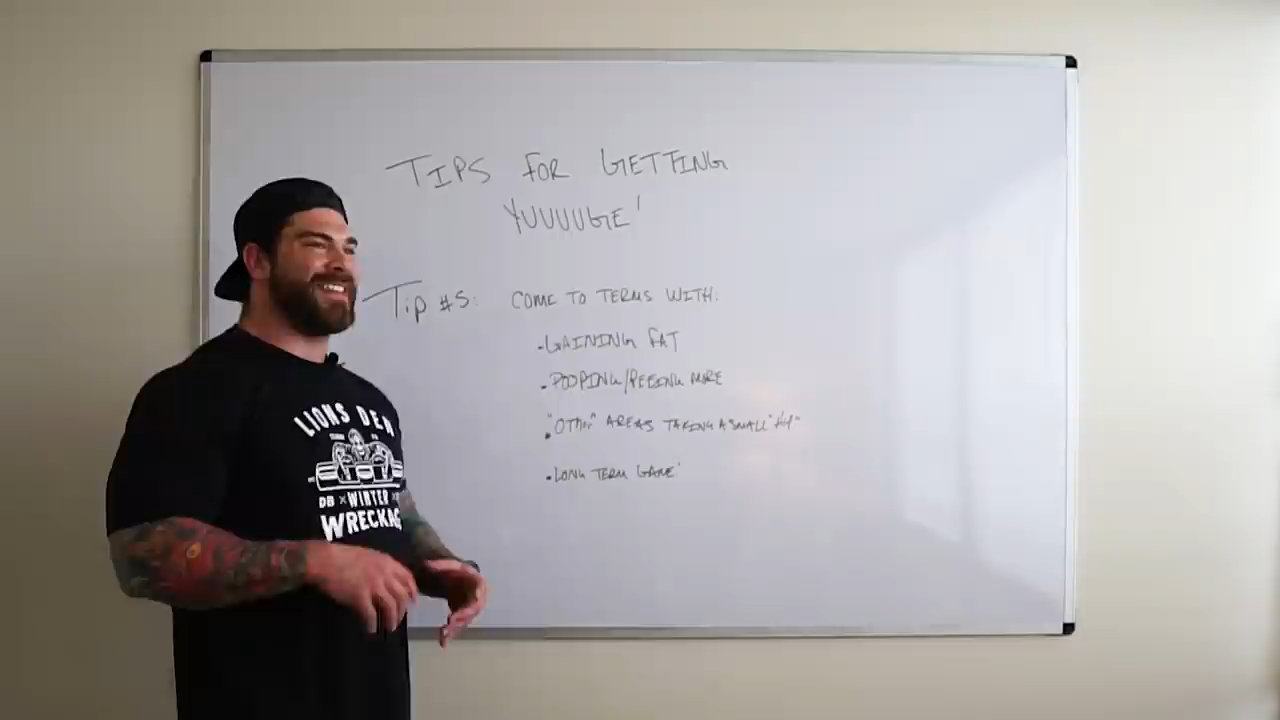 TIPS FOR GETTING
YUUUUGE!
Tip #5: COME TO TERMS WITH:
• GAINING FAT
• POOPING/PEEING MORE
• "OTHER" AREAS TAKING A "SMALL" HIT"
• LONG TERM GAME!
LIONS DEN
DB X WINTER X
WRECKAG